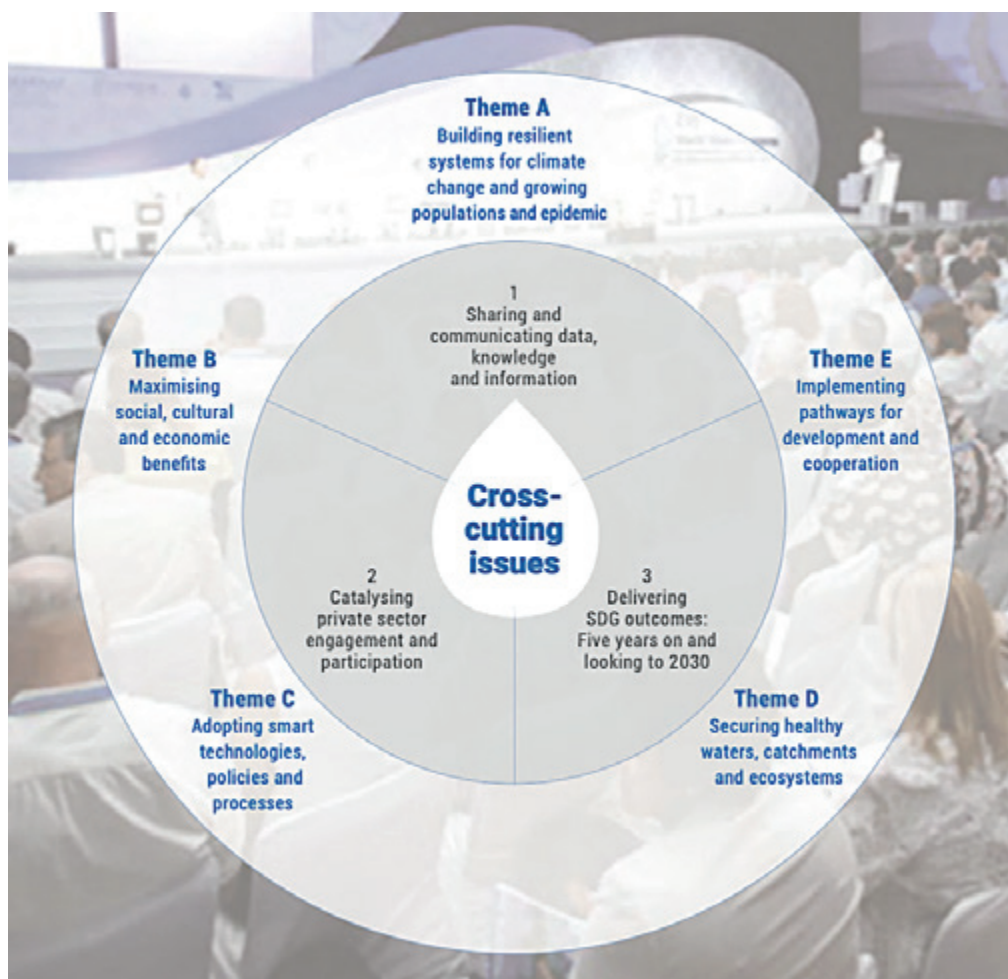 Theme A
Building resilient
systems for climate
change and growing
populations and epidemic
1
Sharing and
communicating data,
knowledge
and information
Theme B
Maximising
social, cultural
and economic
benefits
Theme E
Implementing
pathways for
development and
cooperation
Cross-
cutting
issues
2
Catalysing
private sector
engagement and
participation
3
Delivering
SDG outcomes:
Five years on and
looking to 2030
Theme C
Adopting smart
technologies,
policies and
processes
Theme D
Securing healthy
waters, catchments
and ecosystems